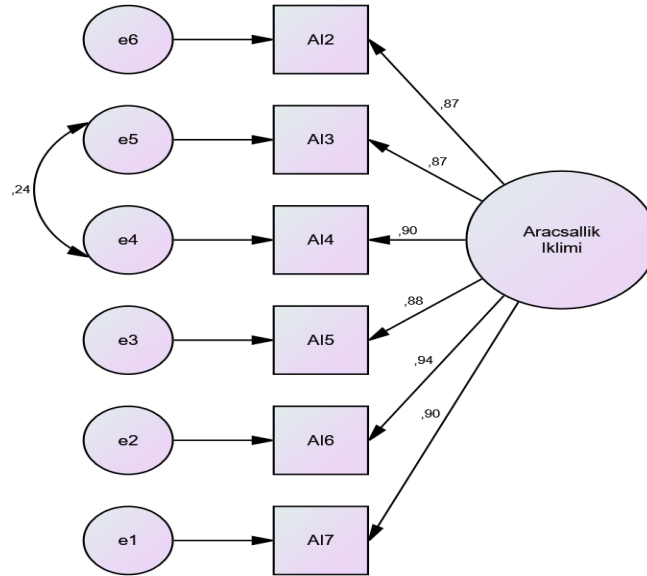 e6
AI2
,87
e5
AI3
,87
,24
e4
AI4
,90
Aracsallik
Iklimi
e3
AI5
,88
,94
e2
AI6
,90
e1
AI7